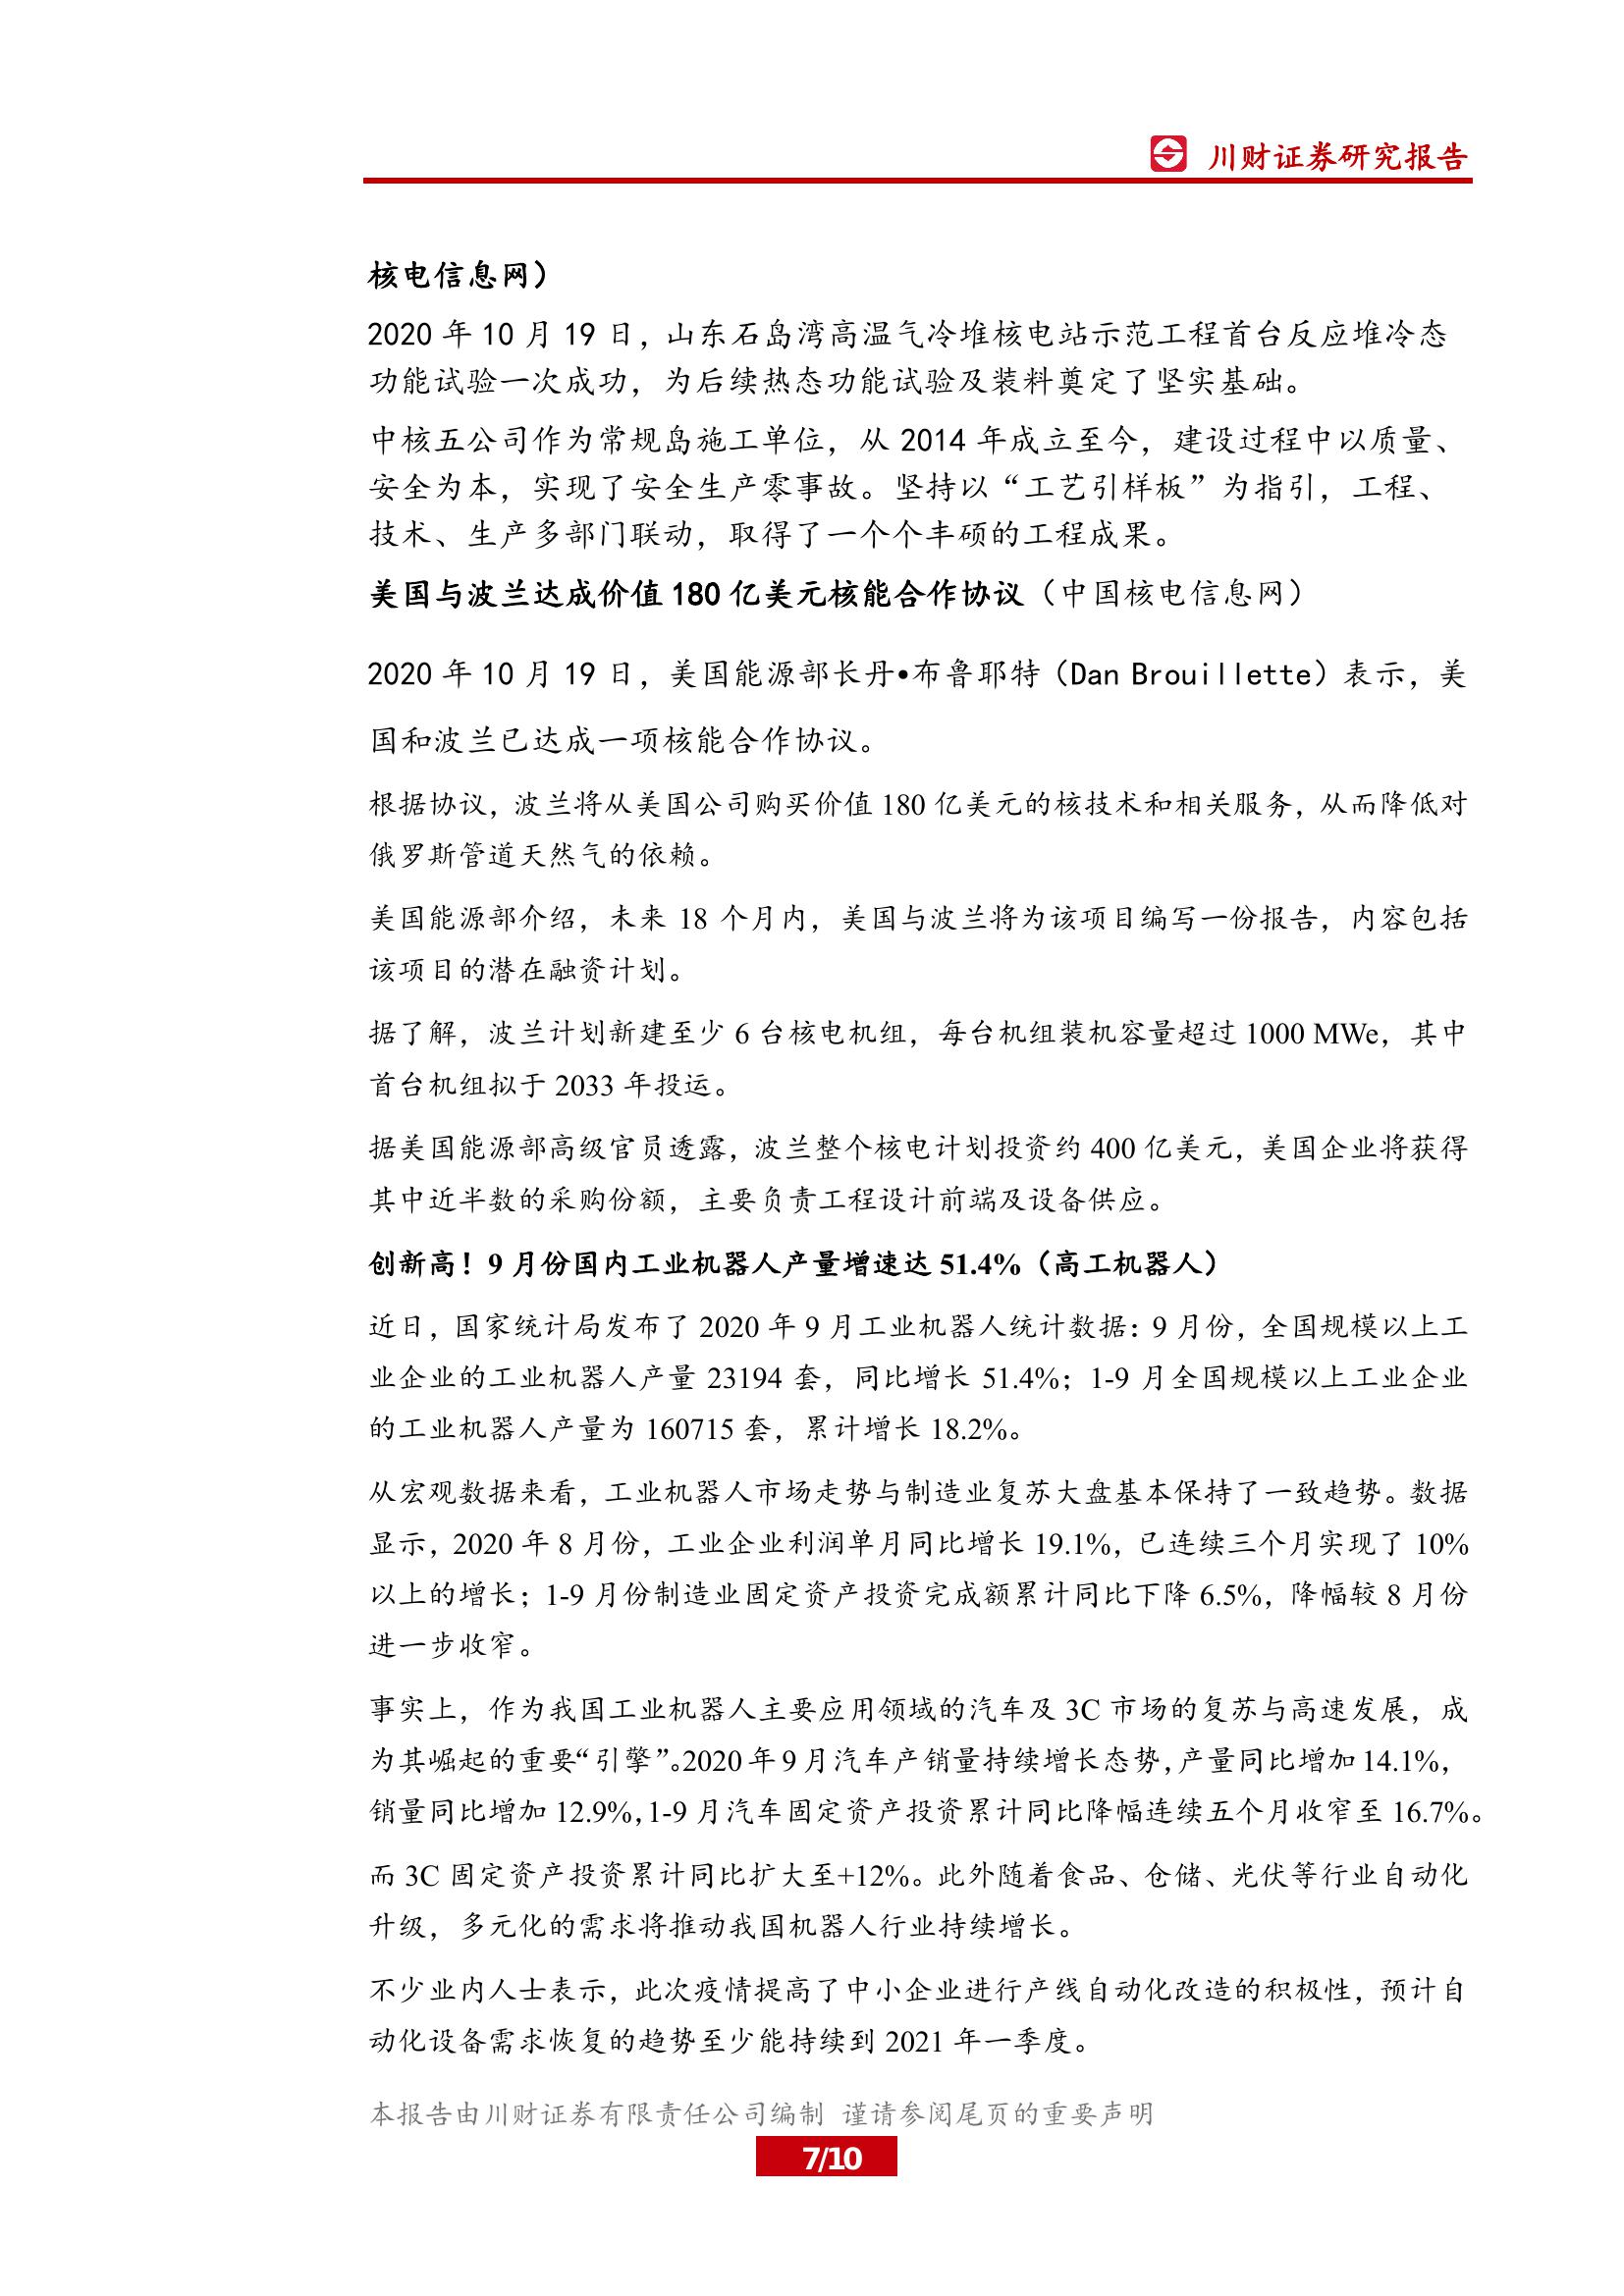 川财证券研究报告
核电信息网）
2020 年 10 月 19 日，山东石岛湾高温气冷堆核电站示范工程首台反应堆冷态
功能试验一次成功，为后续热态功能试验及装料奠定了坚实基础。
中核五公司作为常规岛施工单位，从 2014 年成立至今，建设过程中以质量、
安全为本，实现了安全生产零事故。坚持以“工艺引样板”为指引，工程、
技术、生产多部门联动，取得了一个个丰硕的工程成果。
美国与波兰达成价值 180 亿美元核能合作协议（中国核电信息网）
2020 年 10 月 19 日，美国能源部长丹•布鲁耶特（Dan Brouillette）表示，美
国和波兰已达成一项核能合作协议。
根据协议，波兰将从美国公司购买价值 180 亿美元的核技术和相关服务，从而降低对
俄罗斯管道天然气的依赖。
美国能源部介绍，未来 18 个月内，美国与波兰将为该项目编写一份报告，内容包括
该项目的潜在融资计划。
据了解，波兰计划新建至少 6 台核电机组，每台机组装机容量超过 1000 MWe，其中
首台机组拟于 2033 年投运。
据美国能源部高级官员透露，波兰整个核电计划投资约 400 亿美元，美国企业将获得
其中近半数的采购份额，主要负责工程设计前端及设备供应。
创新高！9 月份国内工业机器人产量增速达 51.4%（高工机器人）
近日，国家统计局发布了 2020 年 9 月工业机器人统计数据：9 月份，全国规模以上工
业企业的工业机器人产量 23194 套，同比增长 51.4%；1-9 月全国规模以上工业企业
的工业机器人产量为 160715 套，累计增长 18.2%。
从宏观数据来看，工业机器人市场走势与制造业复苏大盘基本保持了一致趋势。数据
显示，2020 年 8 月份，工业企业利润单月同比增长 19.1%，已连续三个月实现了 10%
以上的增长；1-9 月份制造业固定资产投资完成额累计同比下降 6.5%，降幅较 8 月份
进一步收窄。
事实上，作为我国工业机器人主要应用领域的汽车及 3C 市场的复苏与高速发展，成
为其崛起的重要“引擎”。2020 年 9 月汽车产销量持续增长态势，产量同比增加 14.1%，
销量同比增加 12.9%，1-9 月汽车固定资产投资累计同比降幅连续五个月收窄至 16.7%。
而 3C 固定资产投资累计同比扩大至+12%。此外随着食品、仓储、光伏等行业自动化
升级，多元化的需求将推动我国机器人行业持续增长。
不少业内人士表示，此次疫情提高了中小企业进行产线自动化改造的积极性，预计自
动化设备需求恢复的趋势至少能持续到 2021 年一季度。
本报告由川财证券有限责任公司编制 谨请参阅尾页的重要声明
7/10